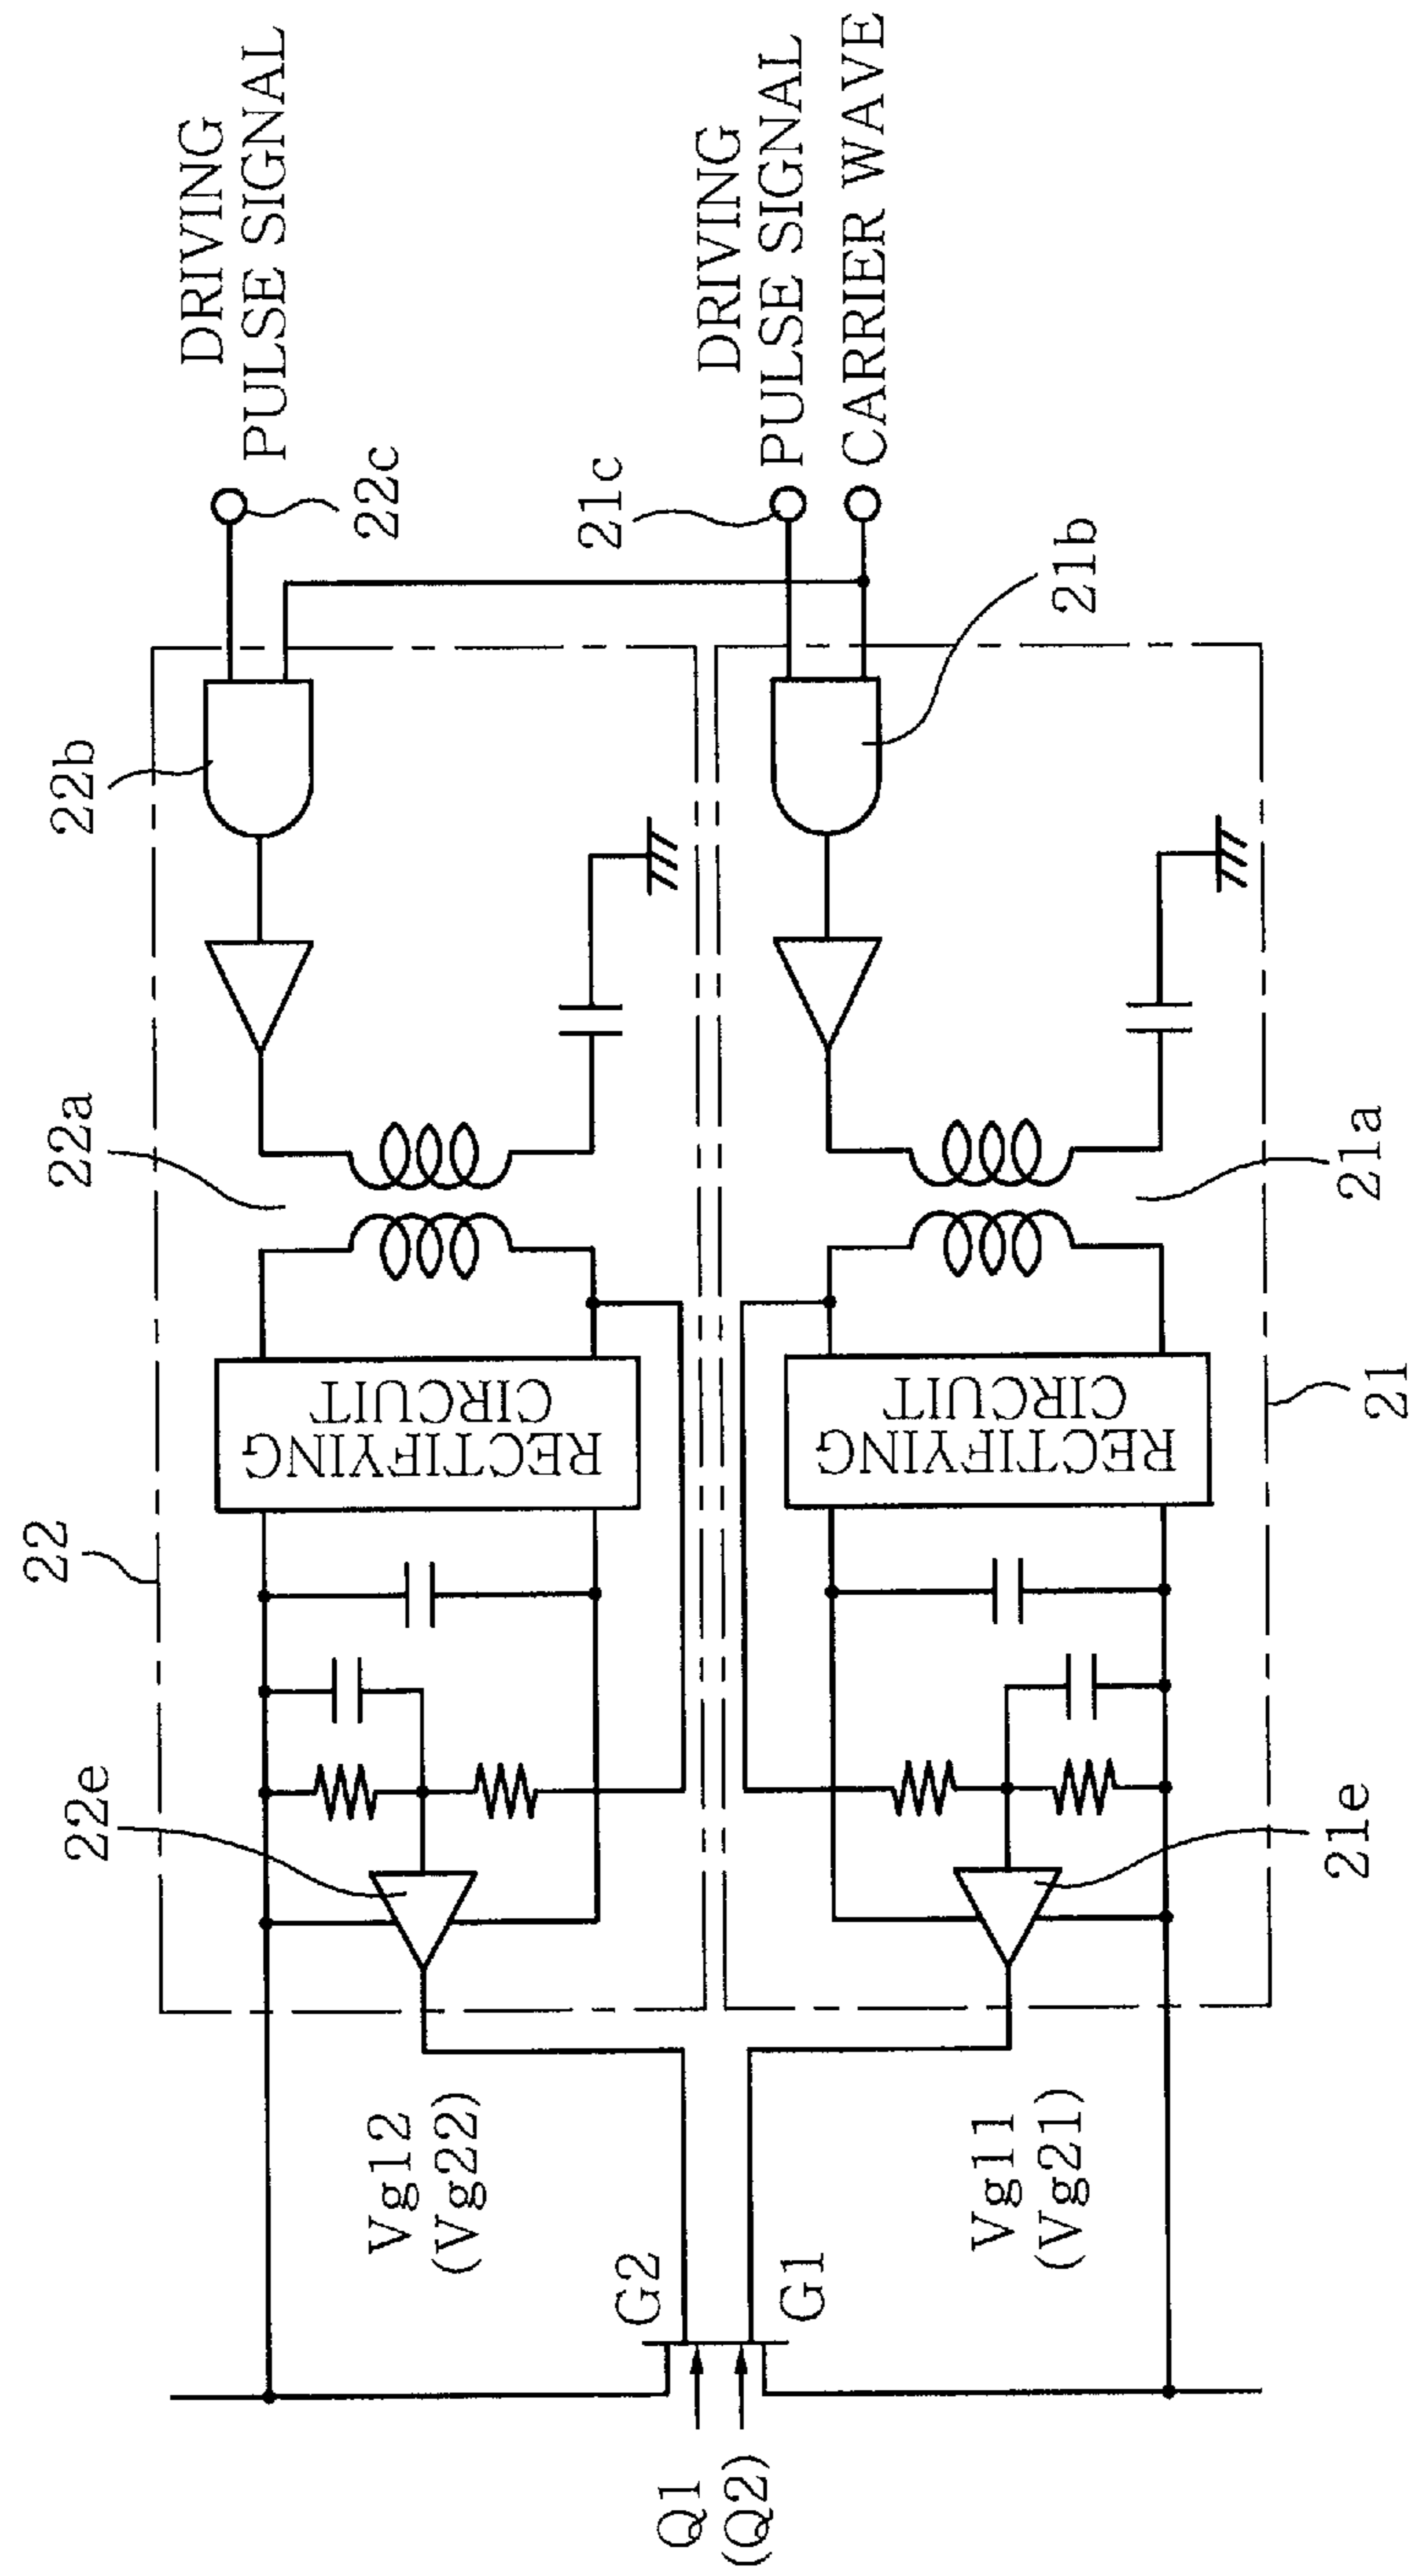 22
22e
22a
22b
DRIVING
PULSE SIGNAL
22c
RECTIFYING
CIRCUIT
Vg12
(Vg22)
G2
Q1
(Q2)
G1
Vg11
(Vg21)
RECTIFYING
CIRCUIT
21c
DRIVING
PULSE SIGNAL
CARRIER WAVE
21b
21e
21
21a